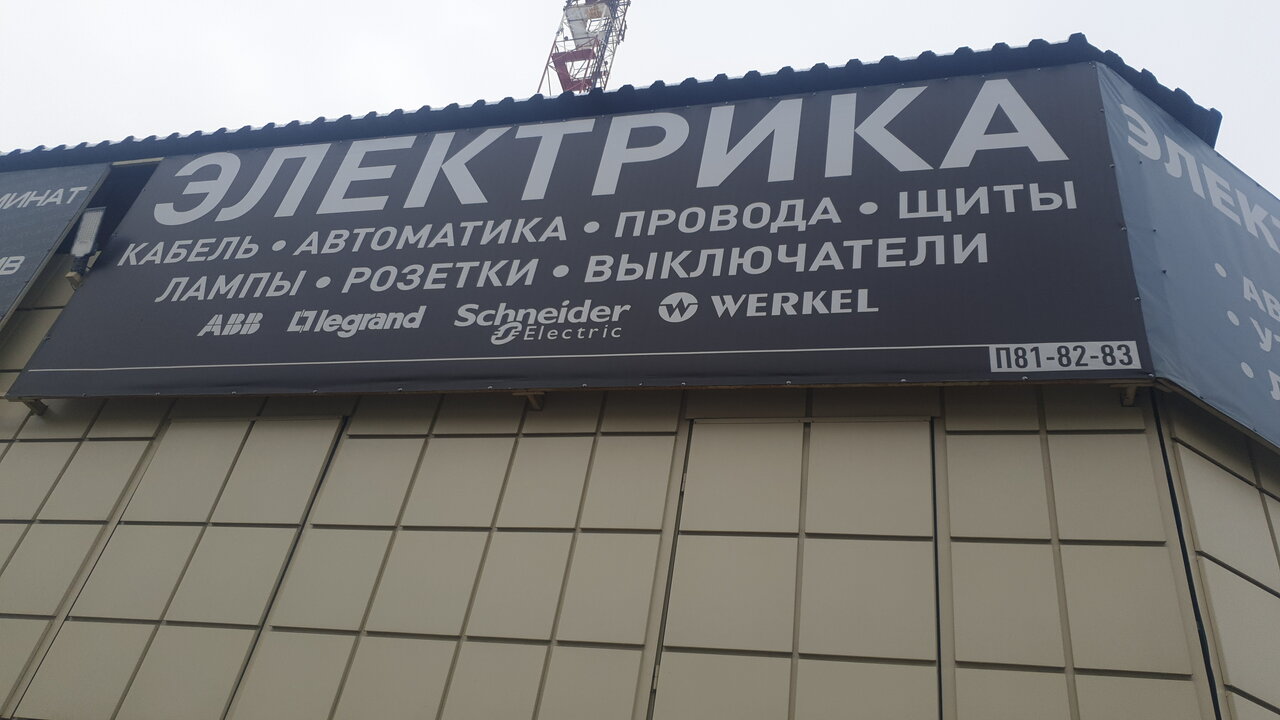 ЭЛЕКТРИКА
КАБЕЛЬ • АВТОМАТИКА • ПРОВОДА • ЩИТЫ
ЛАМПЫ • РОЗЕТКИ • ВЫКЛЮЧАТЕЛИ
ABB legrand Schneider Electric WERKEL
П81-82-83